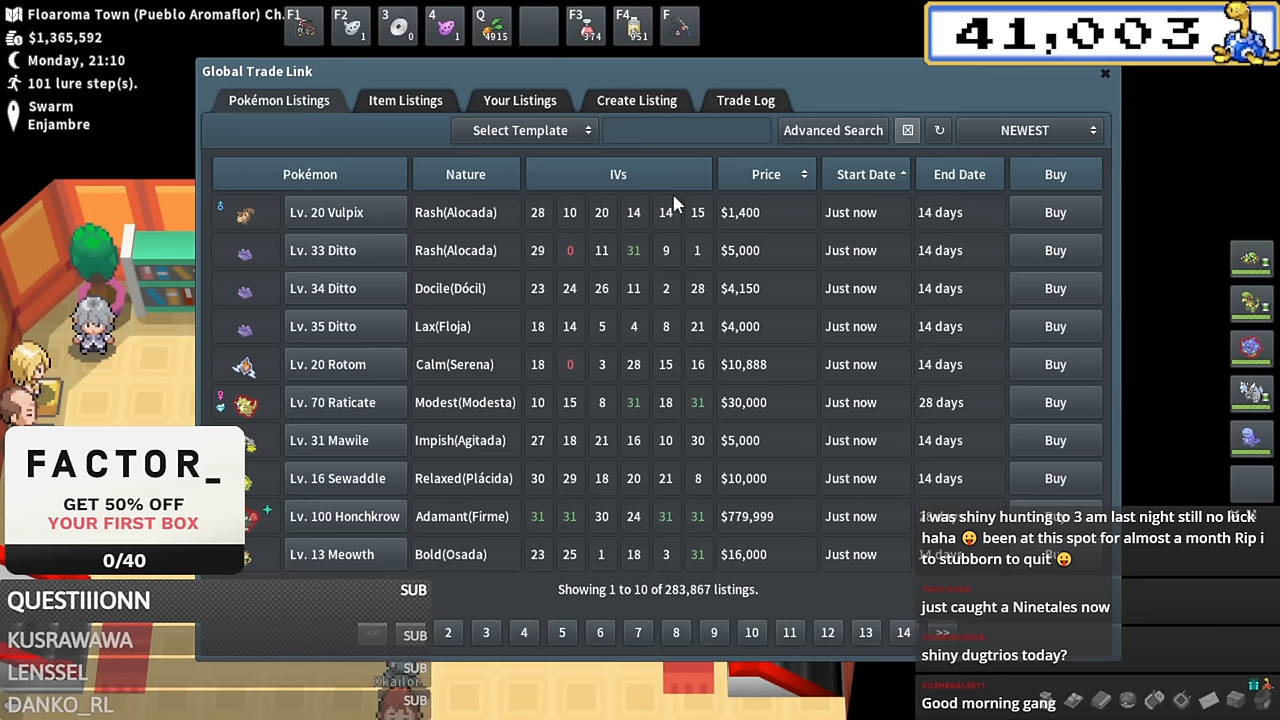 Floaroma Town (Pueblo Aromaflor) Ch.
$1,365,592
Monday, 21:10
101 lure step(s).
Swarm
Enjambre
F1
F2
1
3
0
4
1
Q
4915
F3
374
F4
951
F
41,003
Global Trade Link
Pokémon Listings
Item Listings
Your Listings
Create Listing
Trade Log
Select Template
Advanced Search
NEWEST
Pokémon Nature IVs Price Start Date End Date Buy
Lv. 20 Vulpix Rash(Alocada) 28 10 20 14 14 15 $1,400 Just now 14 days Buy
Lv. 33 Ditto Rash(Alocada) 29 0 11 31 9 1 $5,000 Just now 14 days Buy
Lv. 34 Ditto Docile(Dócil) 23 24 26 11 2 28 $4,150 Just now 14 days Buy
Lv. 35 Ditto Lax(Floja) 18 14 5 4 8 21 $4,000 Just now 14 days Buy
Lv. 20 Rotom Calm(Serena) 18 0 3 28 15 16 $10,888 Just now 14 days Buy
Lv. 70 Raticate Modest(Modesta) 10 15 8 31 18 31 $30,000 Just now 28 days Buy
Lv. 31 Mawile Impish(Agitada) 27 18 21 16 10 30 $5,000 Just now 14 days Buy
Lv. 16 Sewaddle Relaxed(Plácida) 30 29 18 20 21 8 $10,000 Just now 14 days Buy
Lv. 100 Honchkrow Adamant(Firme) 31 31 30 24 31 31 $779,999 Just now
Lv. 13 Meowth Bold(Osada) 23 25 1 18 3 31 $16,000 Just now
Showing 1 to 10 of 283,867 listings.
<< 2 3 4 5 6 7 8 9 10 11 12 13 14 >>
FACTOR_
GET 50% OFF
YOUR FIRST BOX
0/40
QUESTIIIONN SUB
KUSRAWAWA SUB
LENSSEL SUB
DANKO_RL SUB
Xkailor
i was shiny hunting to 3 am last night still no luck
haha 😛 been at this spot for almost a month Rip i
to stubborn to quit 😛
just caught a Ninetales now
shiny dugtrios today?
Good morning gang